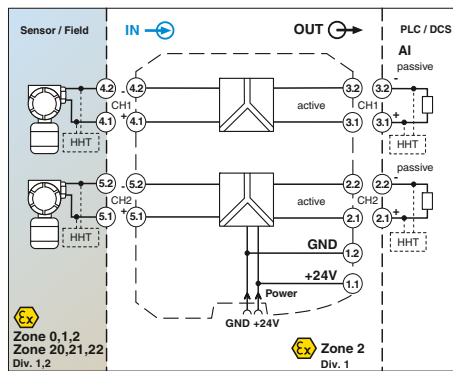 Sensor / Field
IN
OUT
PLC / DCS
AI
passive
4.2 - 4.2 3.2 3.2 -
CH1 active CH1
4.1 + 4.1 3.1 3.1 +
HHT HHT
passive
5.2 - 5.2 2.2 2.2 -
CH2 active CH2
5.1 + 5.1 2.1 2.1 +
HHT HHT
GND 1.2
+24V 1.1
Power
GND +24V
Ex
Zone 0,1,2
Zone 20,21,22
Div. 1,2
Ex Zone 2
Div. 1